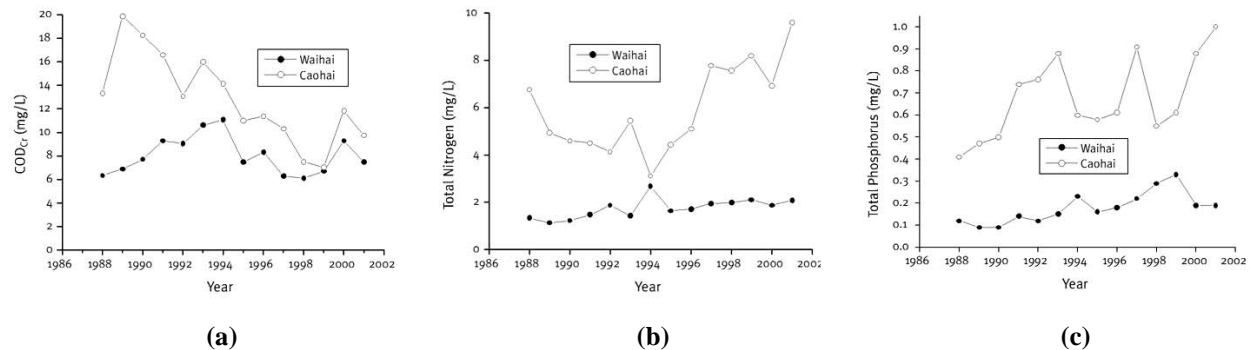 20
18
16
14
12
10
8
6
4
2
0
COD_Cr (mg/L)
Waihai
Caohai
1986 1988 1990 1992 1994 1996 1998 2000 2002
Year
(a)
10
8
6
4
2
0
Total Nitrogen (mg/L)
Waihai
Caohai
1986 1988 1990 1992 1994 1996 1998 2000 2002
Year
(b)
1.0
0.9
0.8
0.7
0.6
0.5
0.4
0.3
0.2
0.1
0.0
Total Phosphorus (mg/L)
Waihai
Caohai
1986 1988 1990 1992 1994 1996 1998 2000 2002
Year
(c)